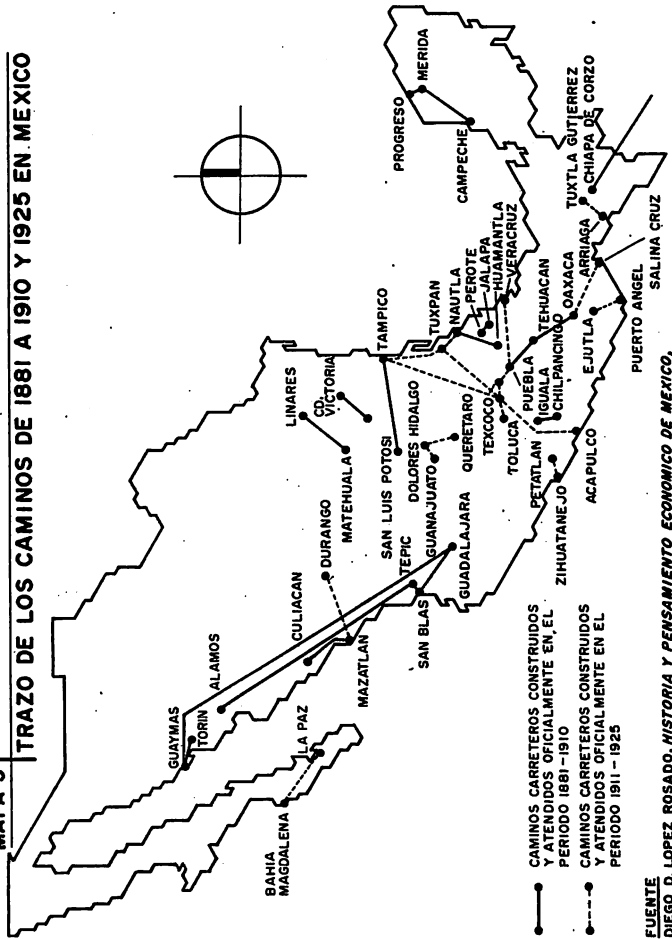 MAPA
TRAZO DE LOS CAMINOS DE 1881 A 1910 Y 1925 EN MEXICO
GUAYMAS
TORIN
ALAMOS
LA PAZ
BAHIA
MAGDALENA
CULIACAN
DURANGO
MAZATLAN
TEPIC
SAN BLAS
GUADALAJARA
LINARES
MATEHUALA
CD.
VICTORIA
TAMPICO
SAN LUIS POTOSI
DOLORES HIDALGO
GUANAJUATO
QUERETARO
TUXPAN
NAUTLA
PEROTE
JALAPA
HUAMANTLA
VERACRUZ
TEXCOCO
TOLUCA
PUEBLA
TEHUACAN
IGUALA
CHILPANCINGO
PETATLAN
ZIHUATANEJO
ACAPULCO
OAXACA
EJUTLA
PUERTO ANGEL
SALINA CRUZ
ARRIAGA
TUXTLA GUTIERREZ
CHIAPA DE CORZO
PROGRESO
MERIDA
CAMPECHE
CAMINOS CARRETEROS CONSTRUIDOS
Y ATENDIDOS OFICIALMENTE EN EL
PERIODO 1881-1910
CAMINOS CARRETEROS CONSTRUIDOS
Y ATENDIDOS OFICIALMENTE EN EL
PERIODO 1911-1925
FUENTE
DIEGO D. LOPEZ ROSADO, HISTORIA Y PENSAMIENTO ECONOMICO DE MEXICO,